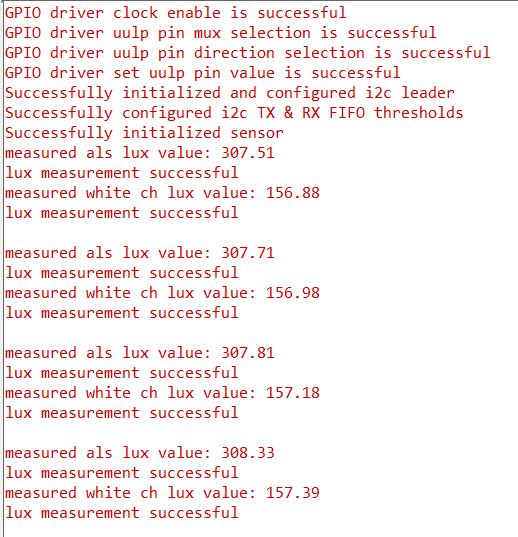 GPIO driver clock enable is successful
GPIO driver uulp pin mux selection is successful
GPIO driver uulp pin direction selection is successful
GPIO driver set uulp pin value is successful
Successfully initialized and configured i2c leader
Successfully configured i2c TX & RX FIFO thresholds
Successfully initialized sensor
measured als lux value: 307.51
lux measurement successful
measured white ch lux value: 156.88
lux measurement successful

measured als lux value: 307.71
lux measurement successful
measured white ch lux value: 156.98
lux measurement successful

measured als lux value: 307.81
lux measurement successful
measured white ch lux value: 157.18
lux measurement successful

measured als lux value: 308.33
lux measurement successful
measured white ch lux value: 157.39
lux measurement successful